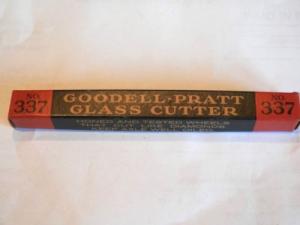 NO. 337
GOODELL-PRATT
GLASS CUTTER
NO. 337
HONED AND TESTED WHEELS
THAT CUT LIKE DIAMONDS